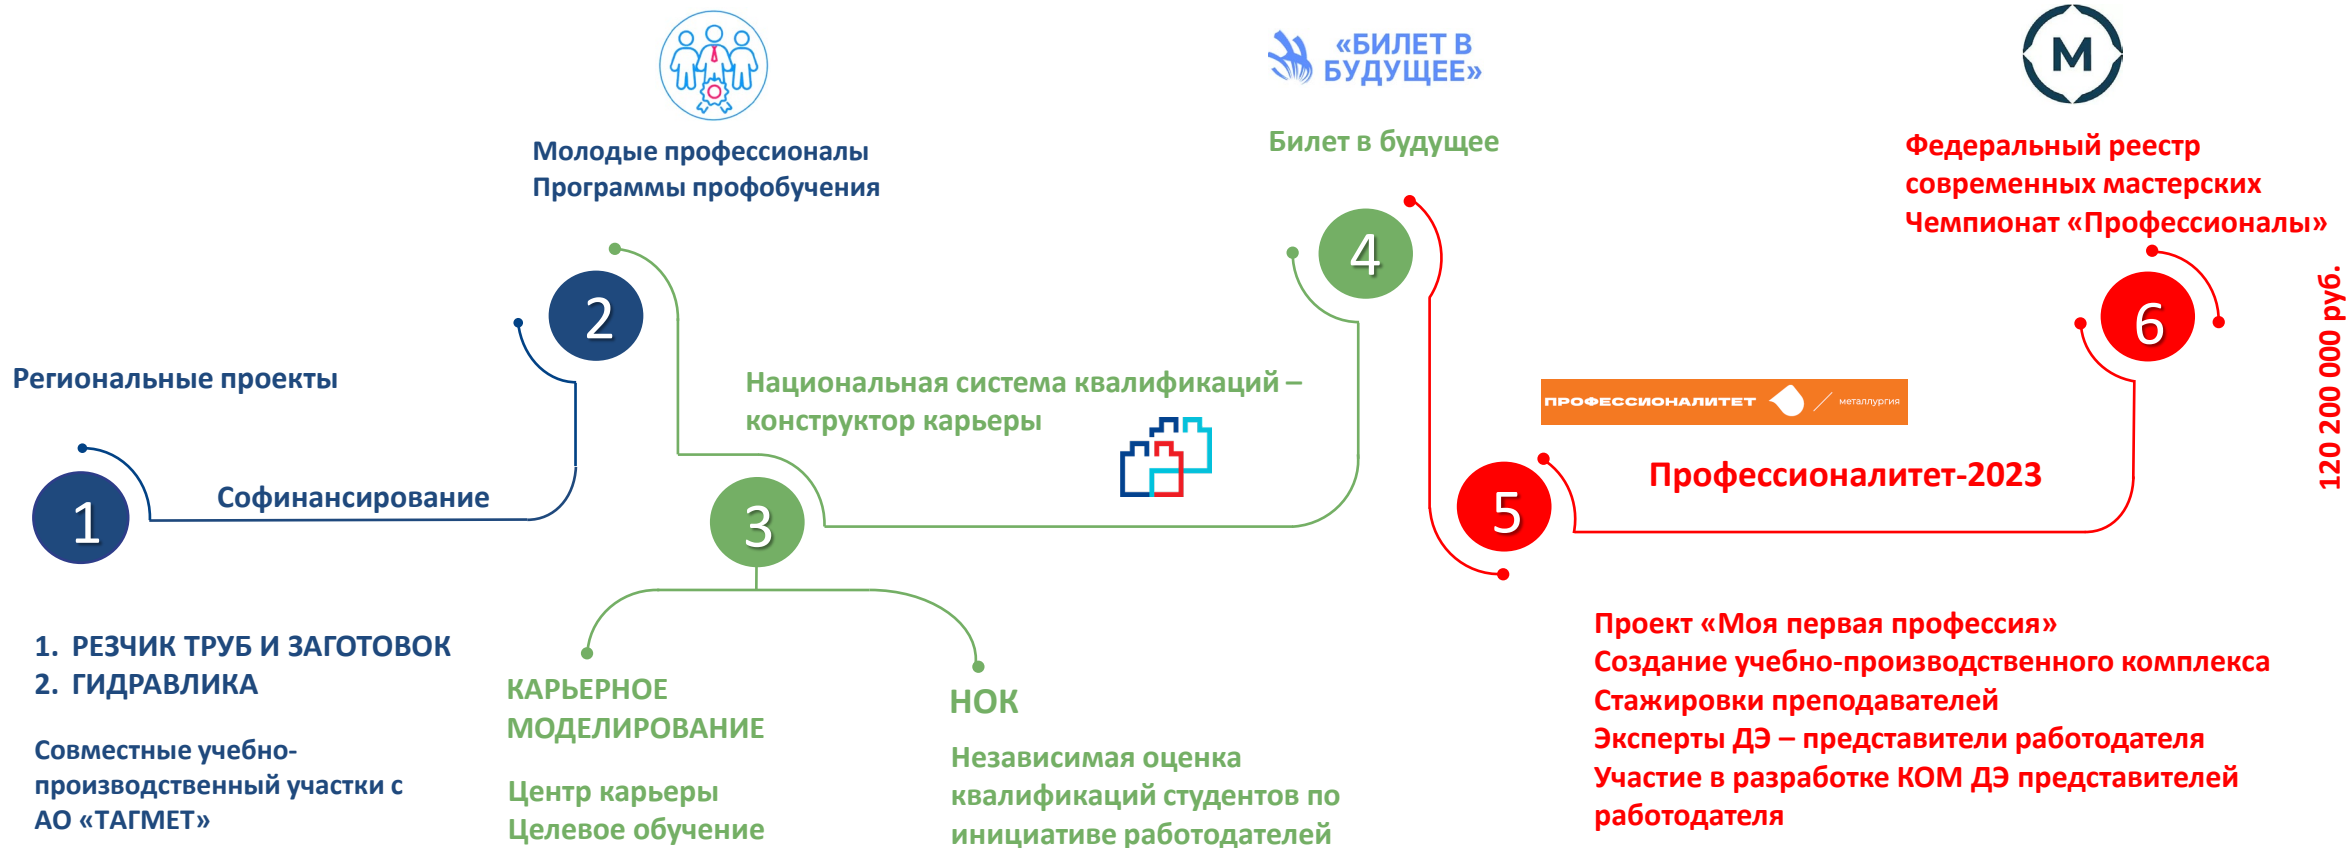 Региональные проекты
1
Софинансирование
1. РЕЗЧИК ТРУБ И ЗАГОТОВОК
2. ГИДРАВЛИКА
Совместные учебно-
производственный участки с
АО «ТАГМЕТ»
Молодые профессионалы
Программы профобучения
2
Национальная система квалификаций –
конструктор карьеры
3
КАРЬЕРНОЕ
МОДЕЛИРОВАНИЕ
Центр карьеры
Целевое обучение
НОК
Независимая оценка
квалификаций студентов по
инициативе работодателей
«БИЛЕТ В
БУДУЩЕЕ»
Билет в будущее
4
ПРОФЕССИОНАЛИТЕТ / металлургия
Профессионалитет-2023
5
Проект «Моя первая профессия»
Создание учебно-производственного комплекса
Стажировки преподавателей
Эксперты ДЭ – представители работодателя
Участие в разработке КОМ ДЭ представителей
работодателя
М
Федеральный реестр
современных мастерских
Чемпионат «Профессионалы»
6
120 200 000 руб.